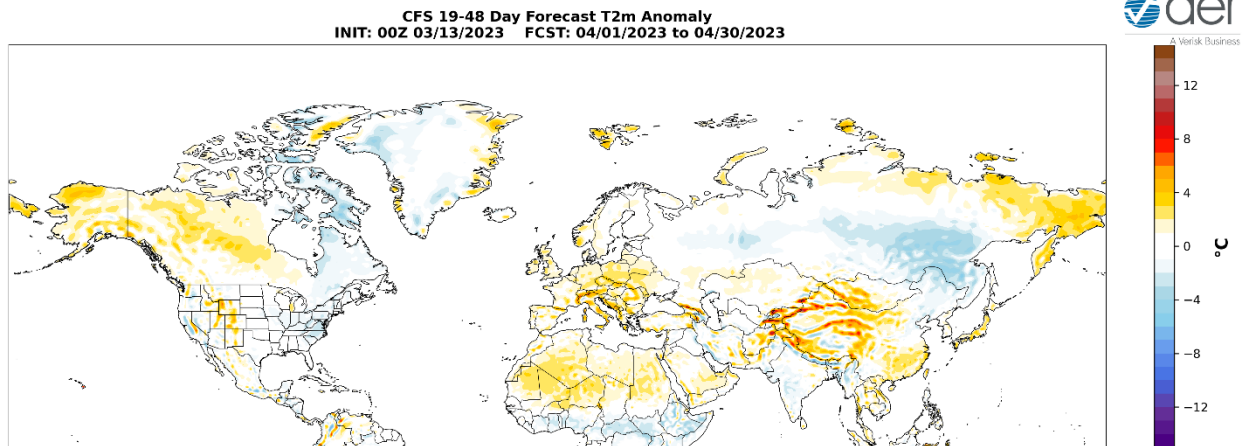 CFS 19-48 Day Forecast T2m Anomaly
INIT: 00Z 03/13/2023 FCST: 04/01/2023 to 04/30/2023
aer
A Verisk Business
12
8
4
0
−4
−8
−12
°C